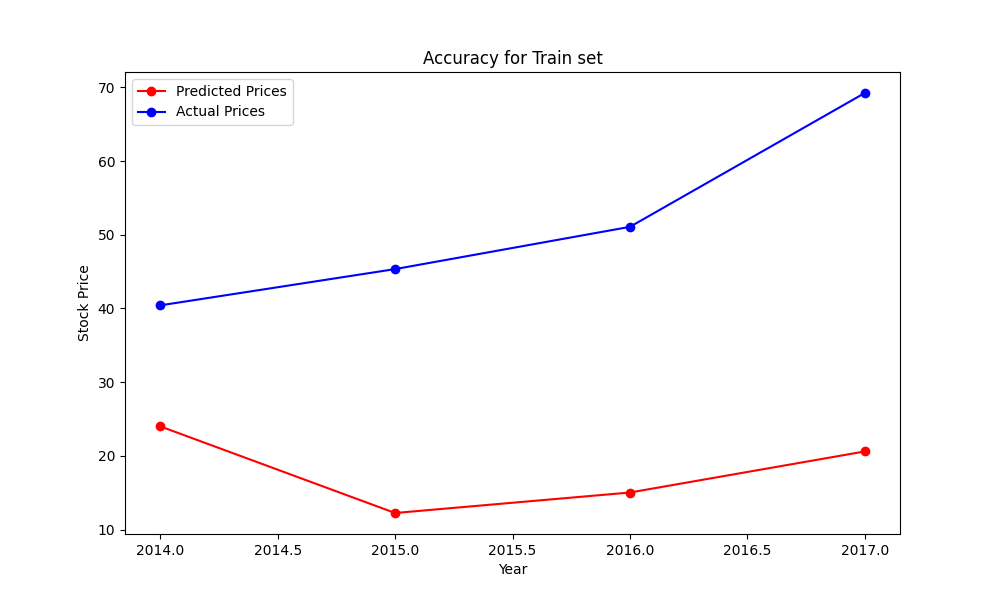 Accuracy for Train set
Predicted Prices
Actual Prices
70
60
50
40
30
20
10
Stock Price
2014.0 2014.5 2015.0 2015.5 2016.0 2016.5 2017.0
Year